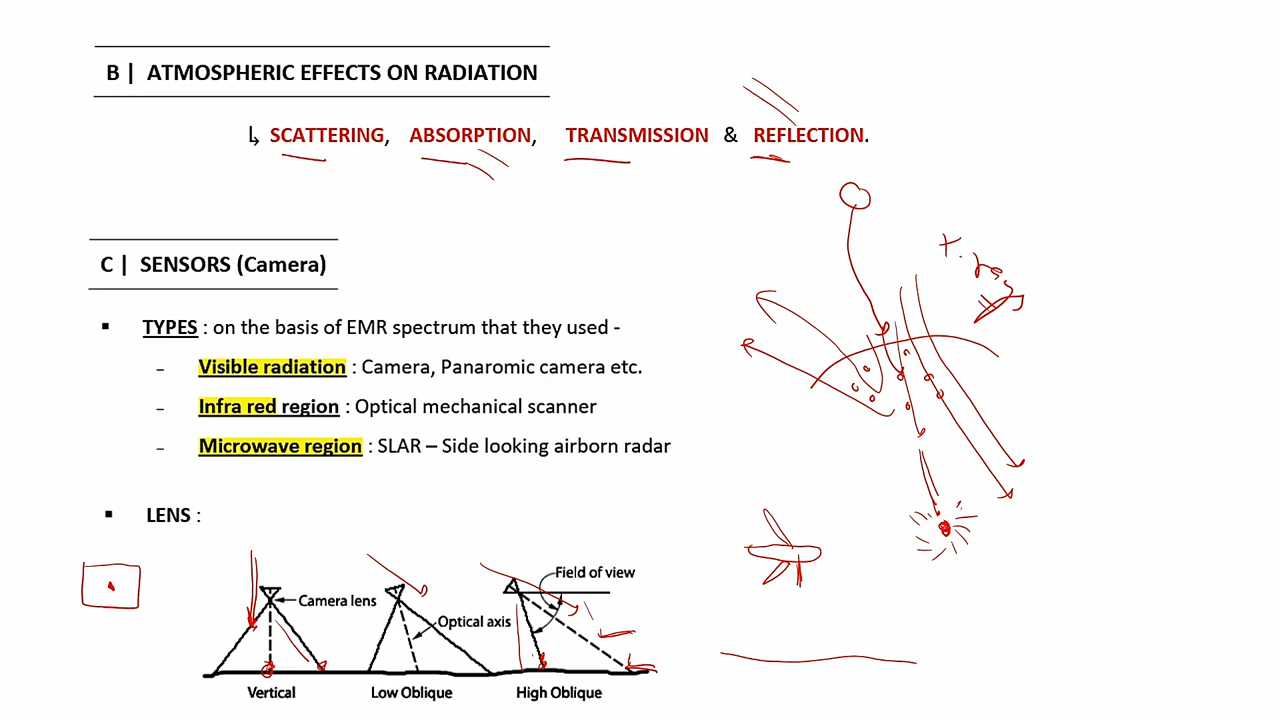 B | ATMOSPHERIC EFFECTS ON RADIATION
↳ SCATTERING, ABSORPTION, TRANSMISSION & REFLECTION.
C | SENSORS (Camera)
▪ TYPES : on the basis of EMR spectrum that they used -
- Visible radiation : Camera, Panaromic camera etc.
- Infra red region : Optical mechanical scanner
- Microwave region : SLAR – Side looking airborn radar
▪ LENS :
Field of view
Camera lens
Optical axis
Vertical
Low Oblique
High Oblique